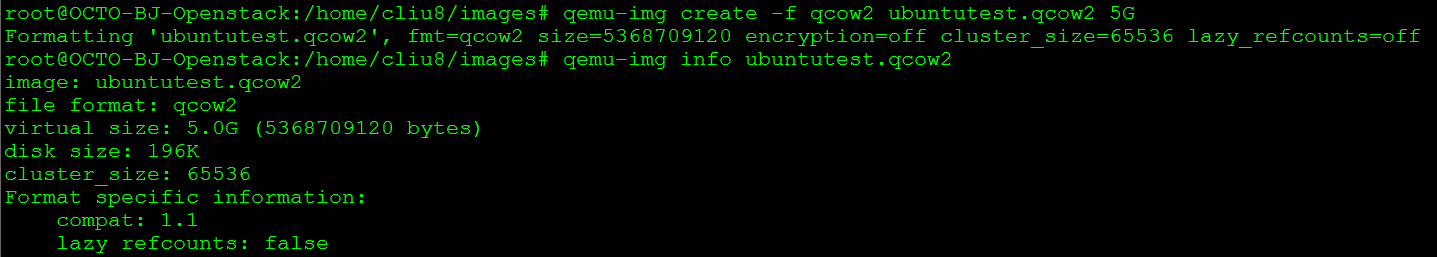 root@OCTO-BJ-Openstack:/home/cliu8/images# qemu-img create -f qcow2 ubuntutest.qcow2 5G
Formatting 'ubuntutest.qcow2', fmt=qcow2 size=5368709120 encryption=off cluster_size=65536 lazy_refcounts=off
root@OCTO-BJ-Openstack:/home/cliu8/images# qemu-img info ubuntutest.qcow2
image: ubuntutest.qcow2
file format: qcow2
virtual size: 5.0G (5368709120 bytes)
disk size: 196K
cluster_size: 65536
Format specific information:
    compat: 1.1
    lazy refcounts: false